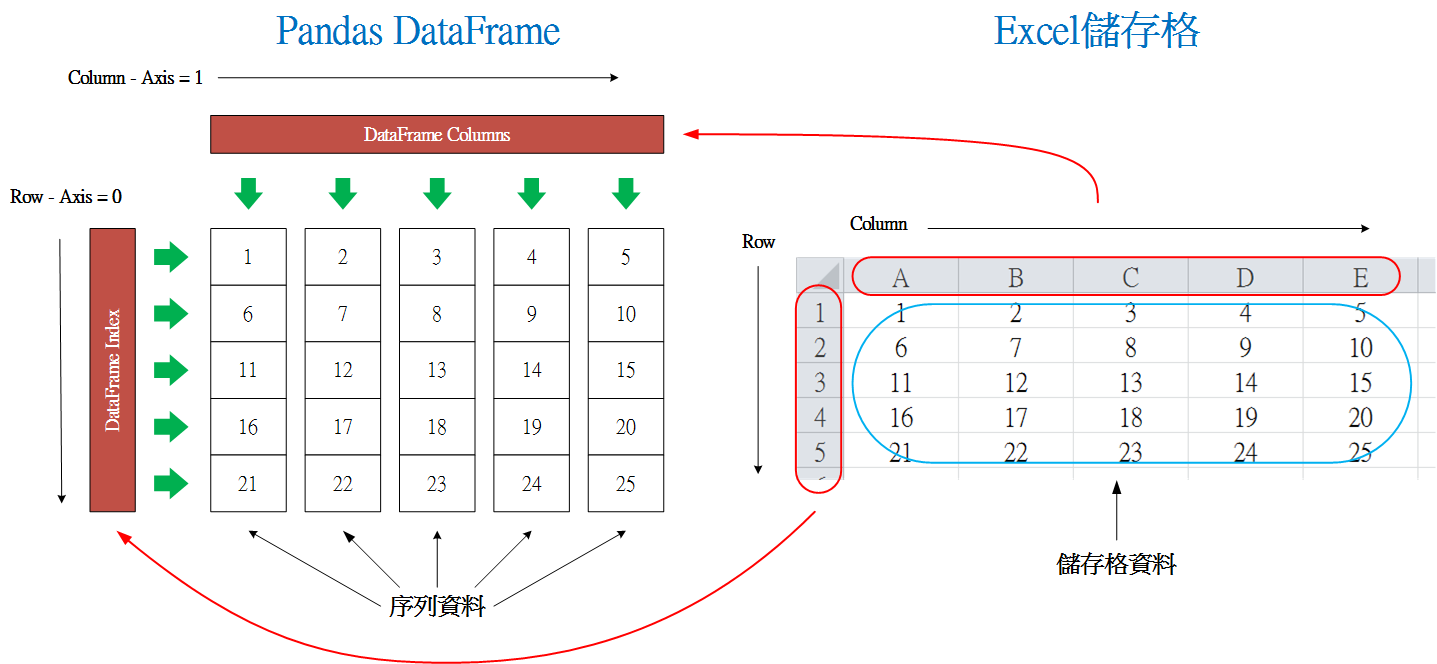 Pandas DataFrame
Column - Axis = 1
DataFrame Columns
Row - Axis = 0
DataFrame Index
1 2 3 4 5
6 7 8 9 10
11 12 13 14 15
16 17 18 19 20
21 22 23 24 25
序列資料
Excel儲存格
Column
Row
A B C D E
1 1 2 3 4 5
2 6 7 8 9 10
3 11 12 13 14 15
4 16 17 18 19 20
5 21 22 23 24 25
儲存格資料